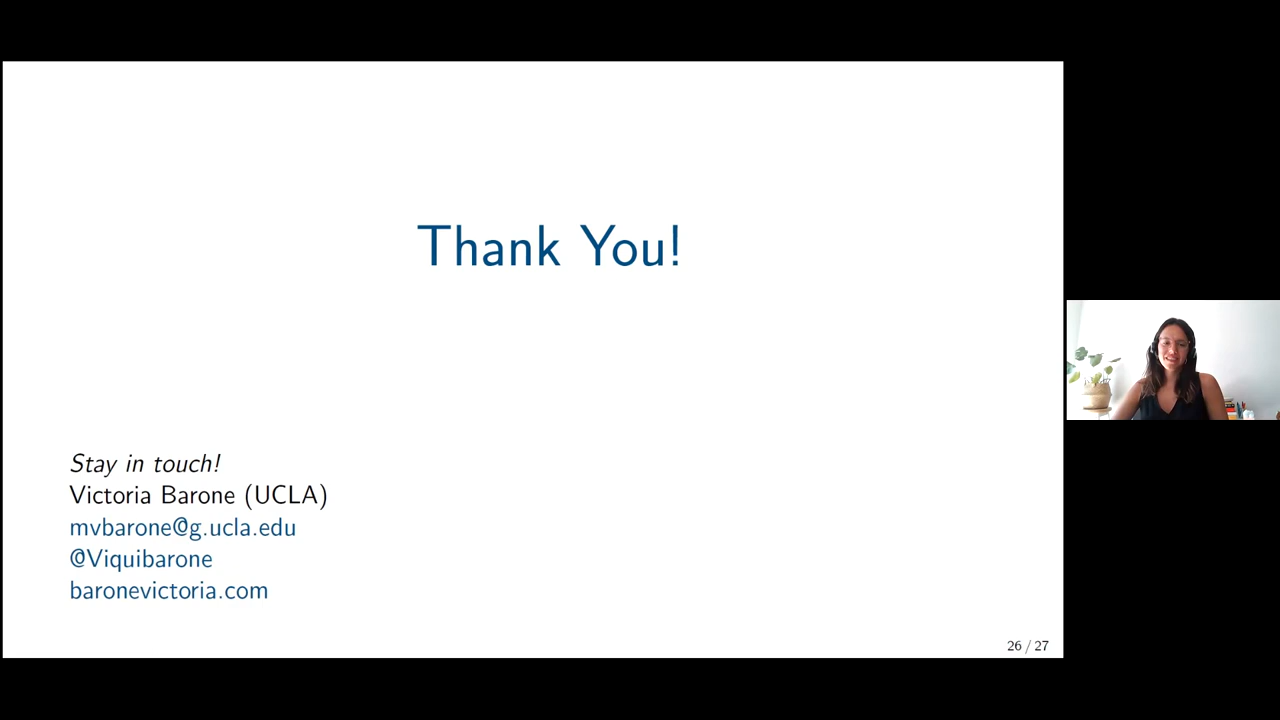 Thank You!
Stay in touch!
Victoria Barone (UCLA)
mvbarone@g.ucla.edu
@Viquibarone
baronevictoria.com
26 / 27